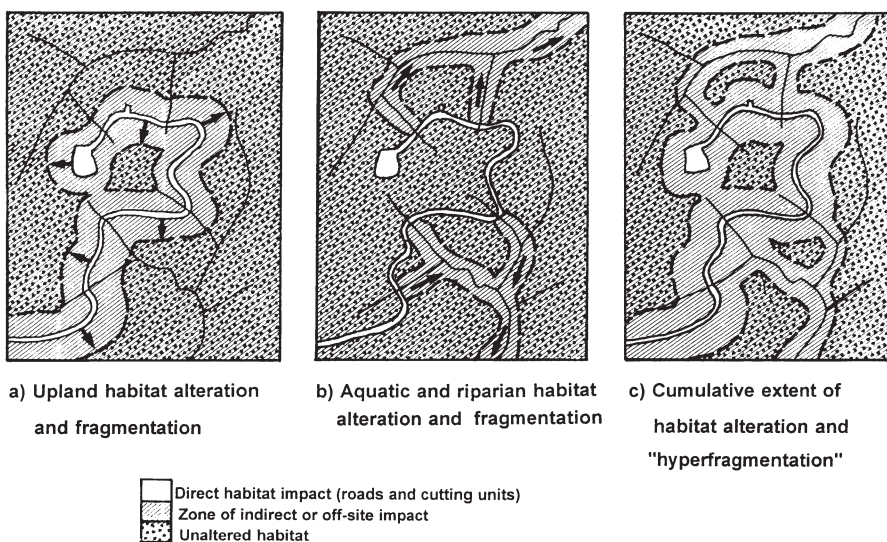 a) Upland habitat alteration
and fragmentation
b) Aquatic and riparian habitat
alteration and fragmentation
c) Cumulative extent of
habitat alteration and
"hyperfragmentation"
Direct habitat impact (roads and cutting units)
Zone of indirect or off-site impact
Unaltered habitat